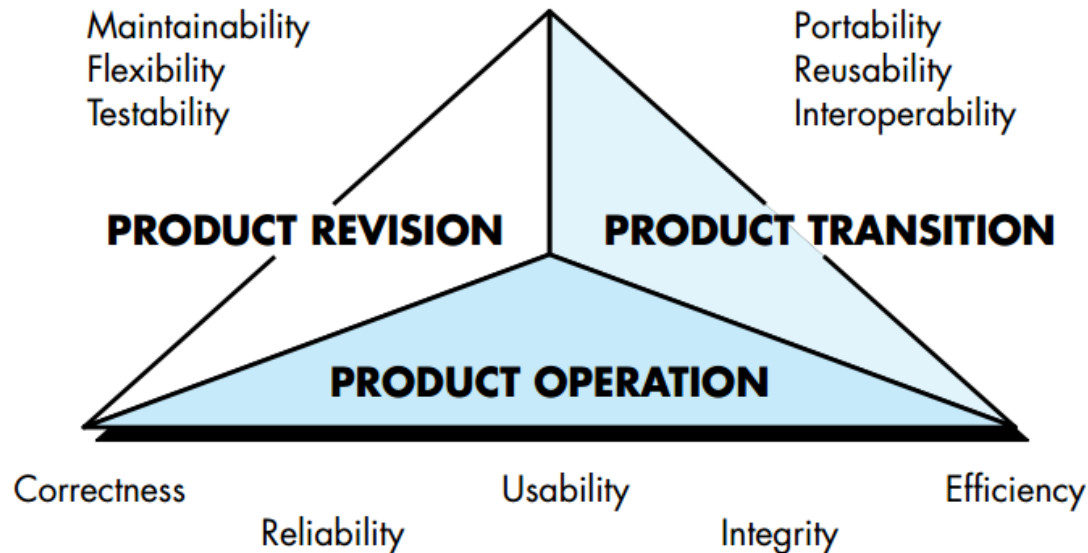 Maintainability
Flexibility
Testability
Portability
Reusability
Interoperability
PRODUCT REVISION
PRODUCT TRANSITION
PRODUCT OPERATION
Correctness
Usability
Efficiency
Reliability
Integrity